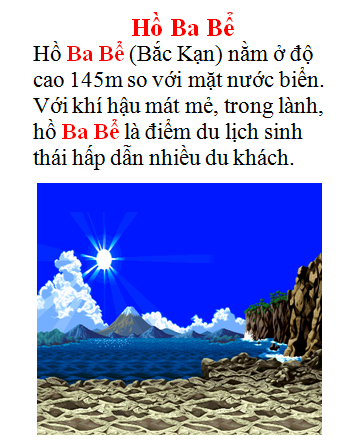 Hồ Ba Bể
Hồ Ba Bể (Bắc Kạn) nằm ở độ
cao 145m so với mặt nước biển.
Với khí hậu mát mẻ, trong lành,
hồ Ba Bể là điểm du lịch sinh
thái hấp dẫn nhiều du khách.